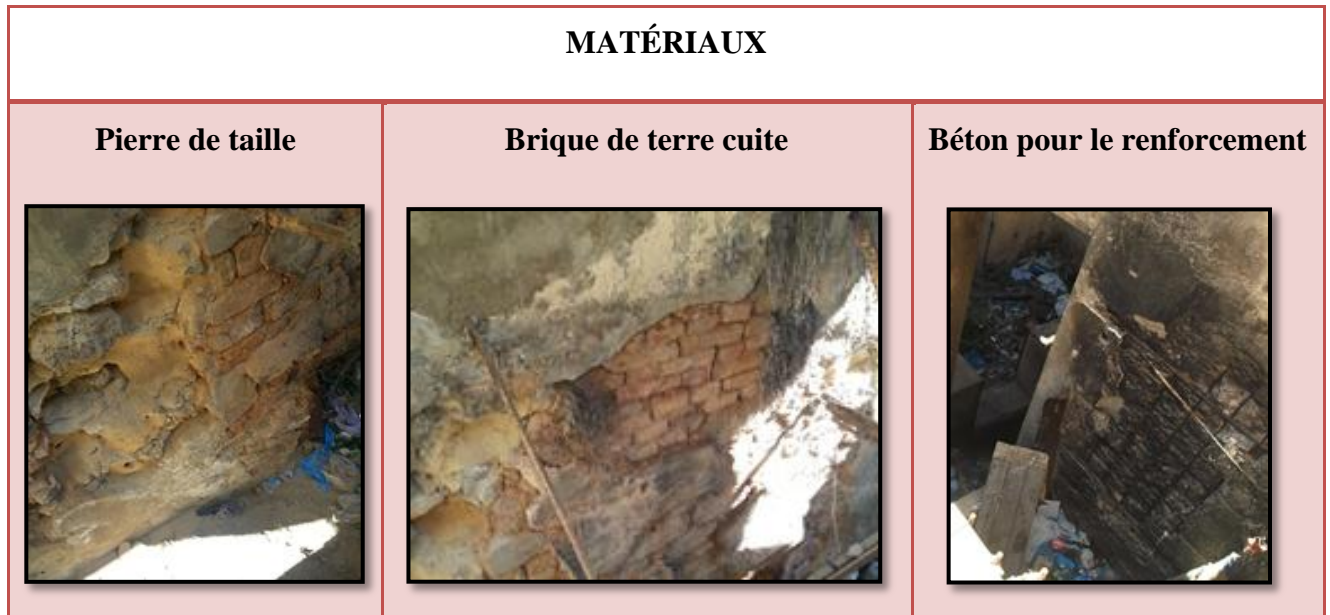 MATÉRIAUX
Pierre de taille
Brique de terre cuite
Béton pour le renforcement